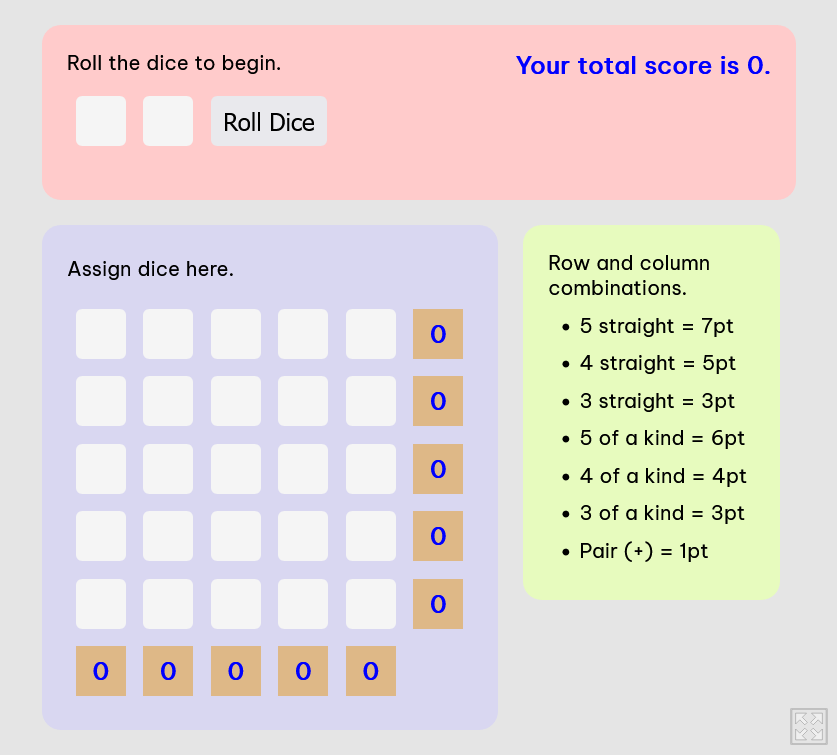 Roll the dice to begin.
Your total score is 0.
Roll Dice
Assign dice here.
0
0
0
0
0
0 0 0 0 0
Row and column
combinations.
• 5 straight = 7pt
• 4 straight = 5pt
• 3 straight = 3pt
• 5 of a kind = 6pt
• 4 of a kind = 4pt
• 3 of a kind = 3pt
• Pair (+) = 1pt